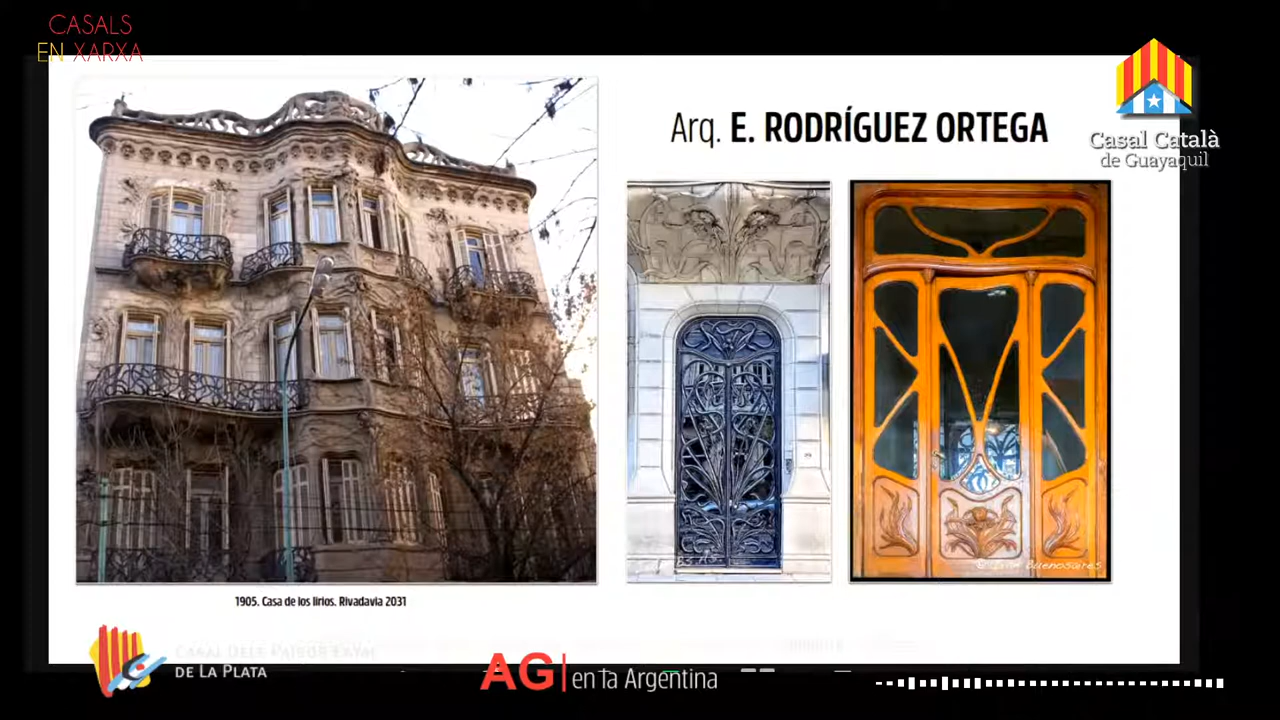 CASALS
EN XARXA
Arq. E. RODRÍGUEZ ORTEGA
Casal Català
de Guayaquil
1905. Casa de los lirios. Rivadavia 2031
DE LA PLATA
AG en la Argentina